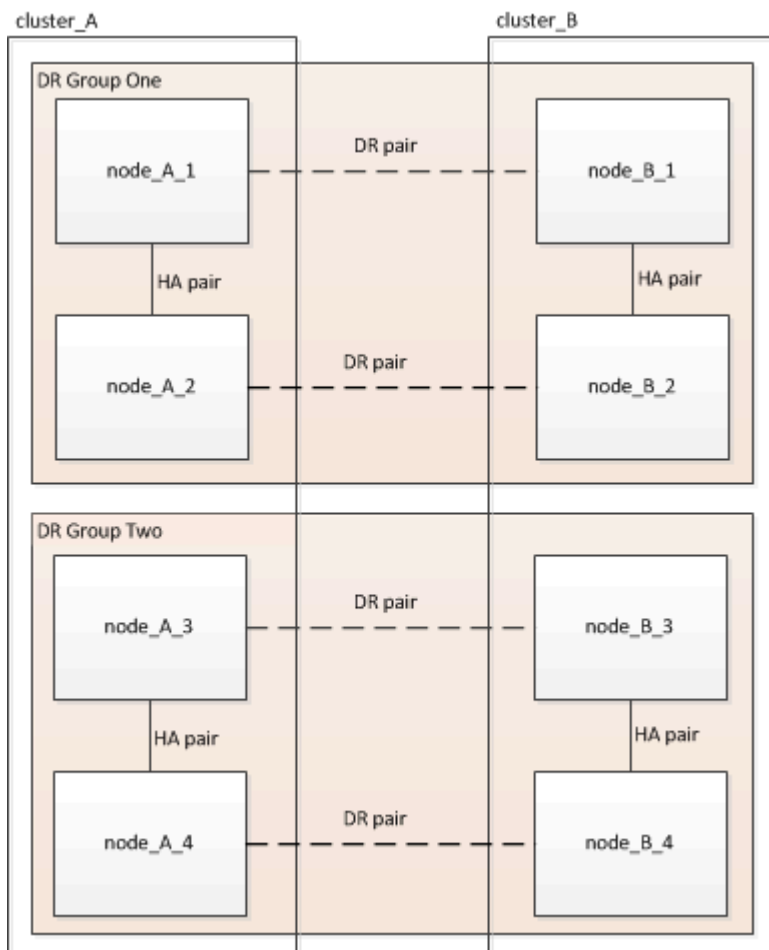 cluster_A
cluster_B
DR Group One
node_A_1
DR pair
node_B_1
HA pair
HA pair
node_A_2
DR pair
node_B_2
DR Group Two
node_A_3
DR pair
node_B_3
HA pair
HA pair
node_A_4
DR pair
node_B_4